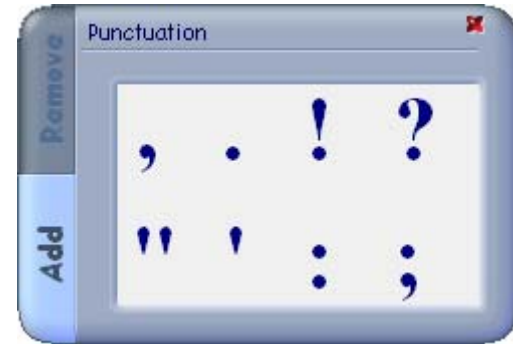 Punctuation
Remove
Add
, . ! ?
" ' : ;